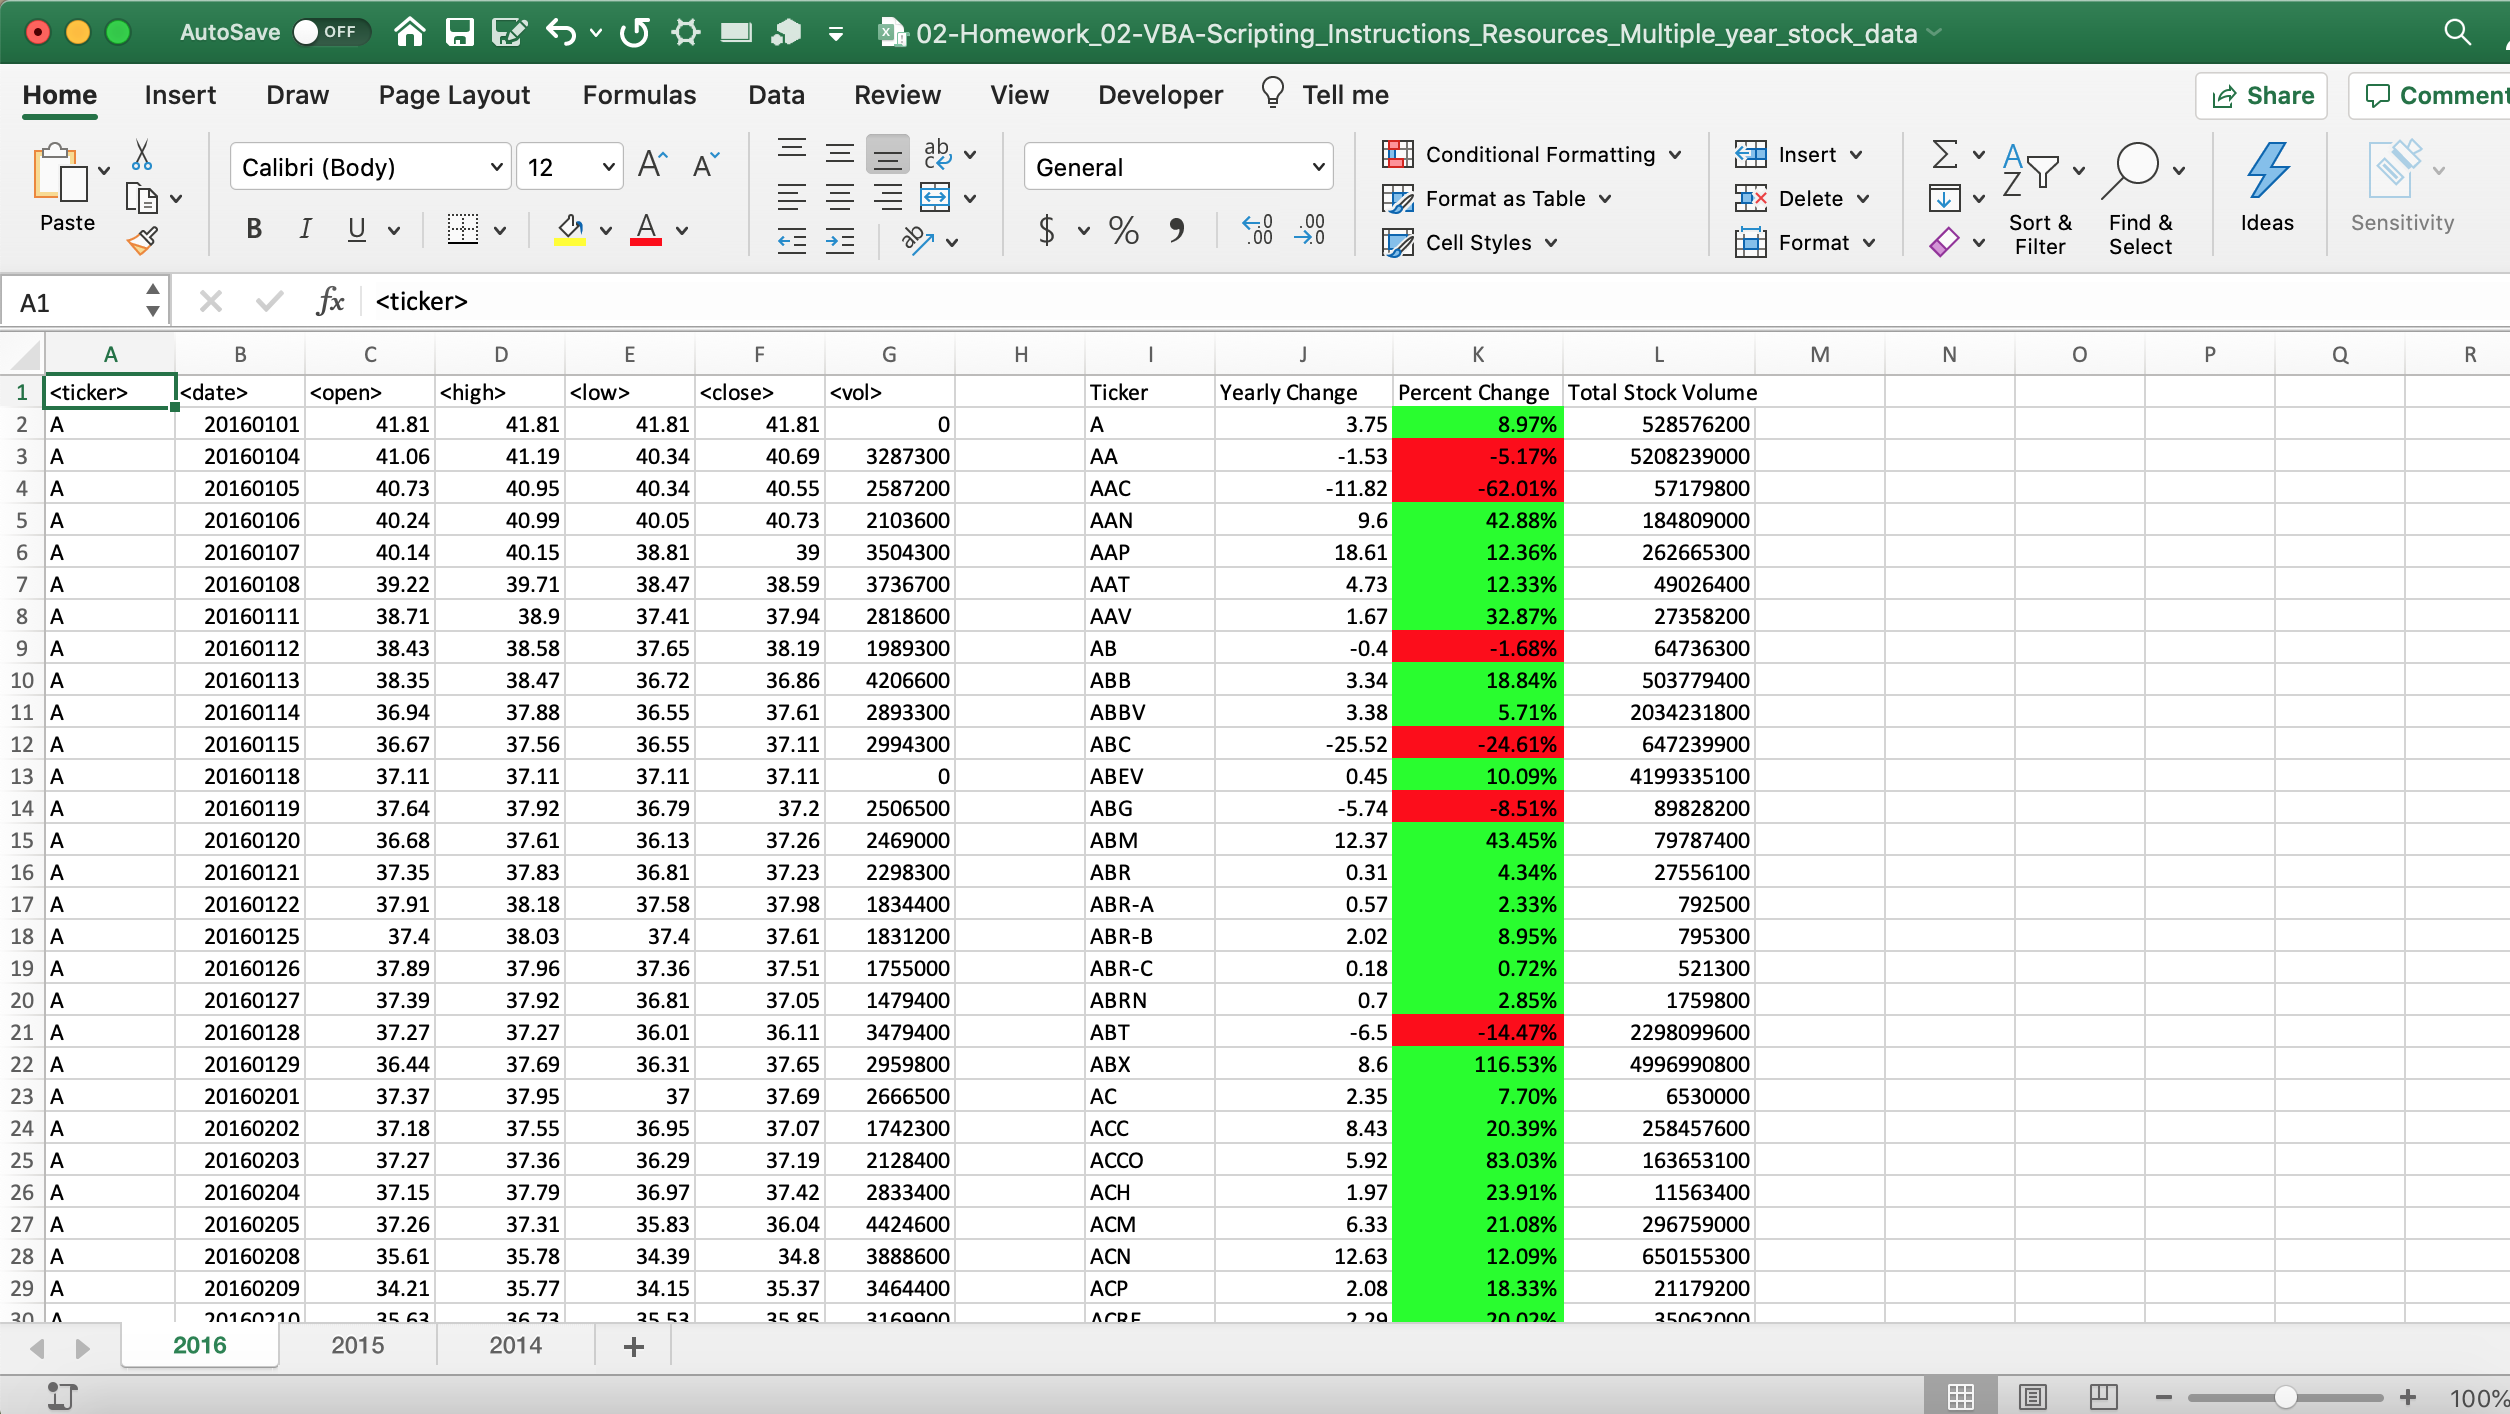 AutoSave OFF 02-Homework_02-VBA-Scripting_Instructions_Resources_Multiple_year_stock_data
Home Insert Draw Page Layout Formulas Data Review View Developer Tell me Share Comment
Paste Calibri (Body) 12 General Conditional Formatting Format as Table Cell Styles Insert Delete Format Sort & Filter Find & Select Ideas Sensitivity
A1 fx <ticker>
A B C D E F G H I J K L M N O P Q R
1 <ticker> <date> <open> <high> <low> <close> <vol> Ticker Yearly Change Percent Change Total Stock Volume
2 A 20160101 41.81 41.81 41.81 41.81 0 A 3.75 8.97% 528576200
3 A 20160104 41.06 41.19 40.34 40.69 3287300 AA -1.53 -5.17% 5208239000
4 A 20160105 40.73 40.95 40.34 40.55 2587200 AAC -11.82 -62.01% 57179800
5 A 20160106 40.24 40.99 40.05 40.73 2103600 AAN 9.6 42.88% 184809000
6 A 20160107 40.14 40.15 38.81 39 3504300 AAP 18.61 12.36% 262665300
7 A 20160108 39.22 39.71 38.47 38.59 3736700 AAT 4.73 12.33% 49026400
8 A 20160111 38.71 38.9 37.41 37.94 2818600 AAV 1.67 32.87% 27358200
9 A 20160112 38.43 38.58 37.65 38.19 1989300 AB -0.4 -1.68% 64736300
10 A 20160113 38.35 38.47 36.72 36.86 4206600 ABB 3.34 18.84% 503779400
11 A 20160114 36.94 37.88 36.55 37.61 2893300 ABBV 3.38 5.71% 2034231800
12 A 20160115 36.67 37.56 36.55 37.11 2994300 ABC -25.52 -24.61% 647239900
13 A 20160118 37.11 37.11 37.11 37.11 0 ABEV 0.45 10.09% 4199335100
14 A 20160119 37.64 37.92 36.79 37.2 2506500 ABG -5.74 -8.51% 89828200
15 A 20160120 36.68 37.61 36.13 37.26 2469000 ABM 12.37 43.45% 79787400
16 A 20160121 37.35 37.83 36.81 37.23 2298300 ABR 0.31 4.34% 27556100
17 A 20160122 37.91 38.18 37.58 37.98 1834400 ABR-A 0.57 2.33% 792500
18 A 20160125 37.4 38.03 37.4 37.61 1831200 ABR-B 2.02 8.95% 795300
19 A 20160126 37.89 37.96 37.36 37.51 1755000 ABR-C 0.18 0.72% 521300
20 A 20160127 37.39 37.92 36.81 37.05 1479400 ABRN 0.7 2.85% 1759800
21 A 20160128 37.27 37.27 36.01 36.11 3479400 ABT -6.5 -14.47% 2298099600
22 A 20160129 36.44 37.69 36.31 37.65 2959800 ABX 8.6 116.53% 4996990800
23 A 20160201 37.37 37.95 37 37.69 2666500 AC 2.35 7.70% 6530000
24 A 20160202 37.18 37.55 36.95 37.07 1742300 ACC 8.43 20.39% 258457600
25 A 20160203 37.27 37.36 36.29 37.19 2128400 ACCO 5.92 83.03% 163653100
26 A 20160204 37.15 37.79 36.97 37.42 2833400 ACH 1.97 23.91% 11563400
27 A 20160205 37.26 37.31 35.83 36.04 4424600 ACM 6.33 21.08% 296759000
28 A 20160208 35.61 35.78 34.39 34.8 3888600 ACN 12.63 12.09% 650155300
29 A 20160209 34.21 35.77 34.15 35.37 3464400 ACP 2.08 18.33% 21179200
30 A 20160210 35.63 36.73 35.53 35.85 3169900 ACRE 2.29 20.02% 35062000
2016 2015 2014 +
100%